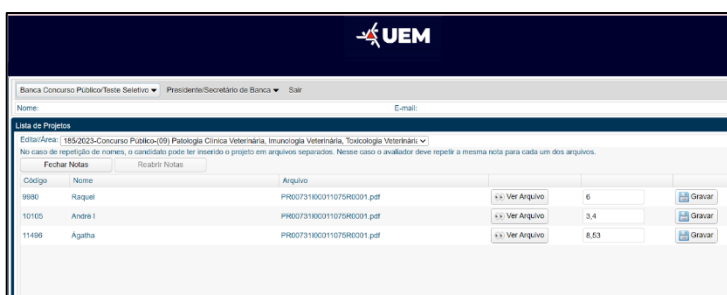 UEM
Banca Concurso Público/Teste Seletivo Presidente/Secretário de Banca Sair
Nome: E-mail:
Lista de Projetos
Edital/Área: 185/2023-Concurso Público-(09) Patologia Clínica Veterinária, Imunologia Veterinária, Toxicologia Veterinária
No caso de repetição de nomes, o candidato pode ter inserido o projeto em arquivos separados. Nesse caso o avaliador deve repetir a mesma nota para cada um dos arquivos.
Fechar Notas Reabrir Notas
Código Nome Arquivo
9980 Raquel PR00731I00011075R0001.pdf Ver Arquivo 6 Gravar
10105 André I PR00731I00011075R0001.pdf Ver Arquivo 3,4 Gravar
11496 Ágatha PR00731I00011075R0001.pdf Ver Arquivo 8,53 Gravar